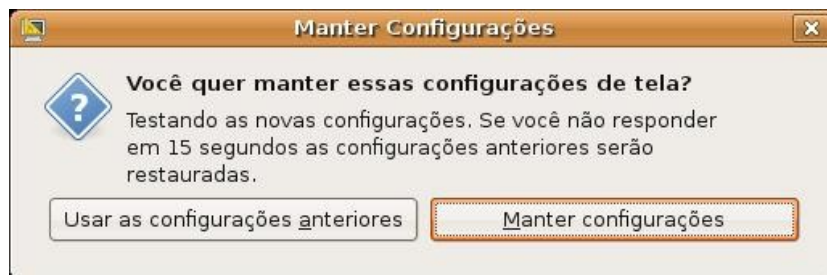 Manter Configurações
Você quer manter essas configurações de tela?
Testando as novas configurações. Se você não responder
em 15 segundos as configurações anteriores serão
restauradas.
Usar as configurações anteriores
Manter configurações